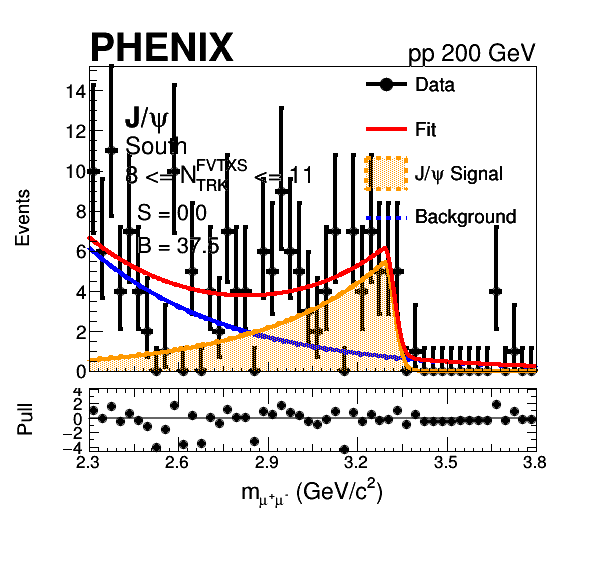 PHENIX
pp 200 GeV
Data
Fit
J/ψ Signal
Background
J/ψ
South
8 <= N^{FVTXS}_{TRK} <= 11
S = 0.0
B = 37.5
Events
14
12
10
8
6
4
2
0
Pull
4
2
0
−2
−4
2.3 2.6 2.9 3.2 3.5 3.8
m_{μ⁺μ⁻} (GeV/c²)